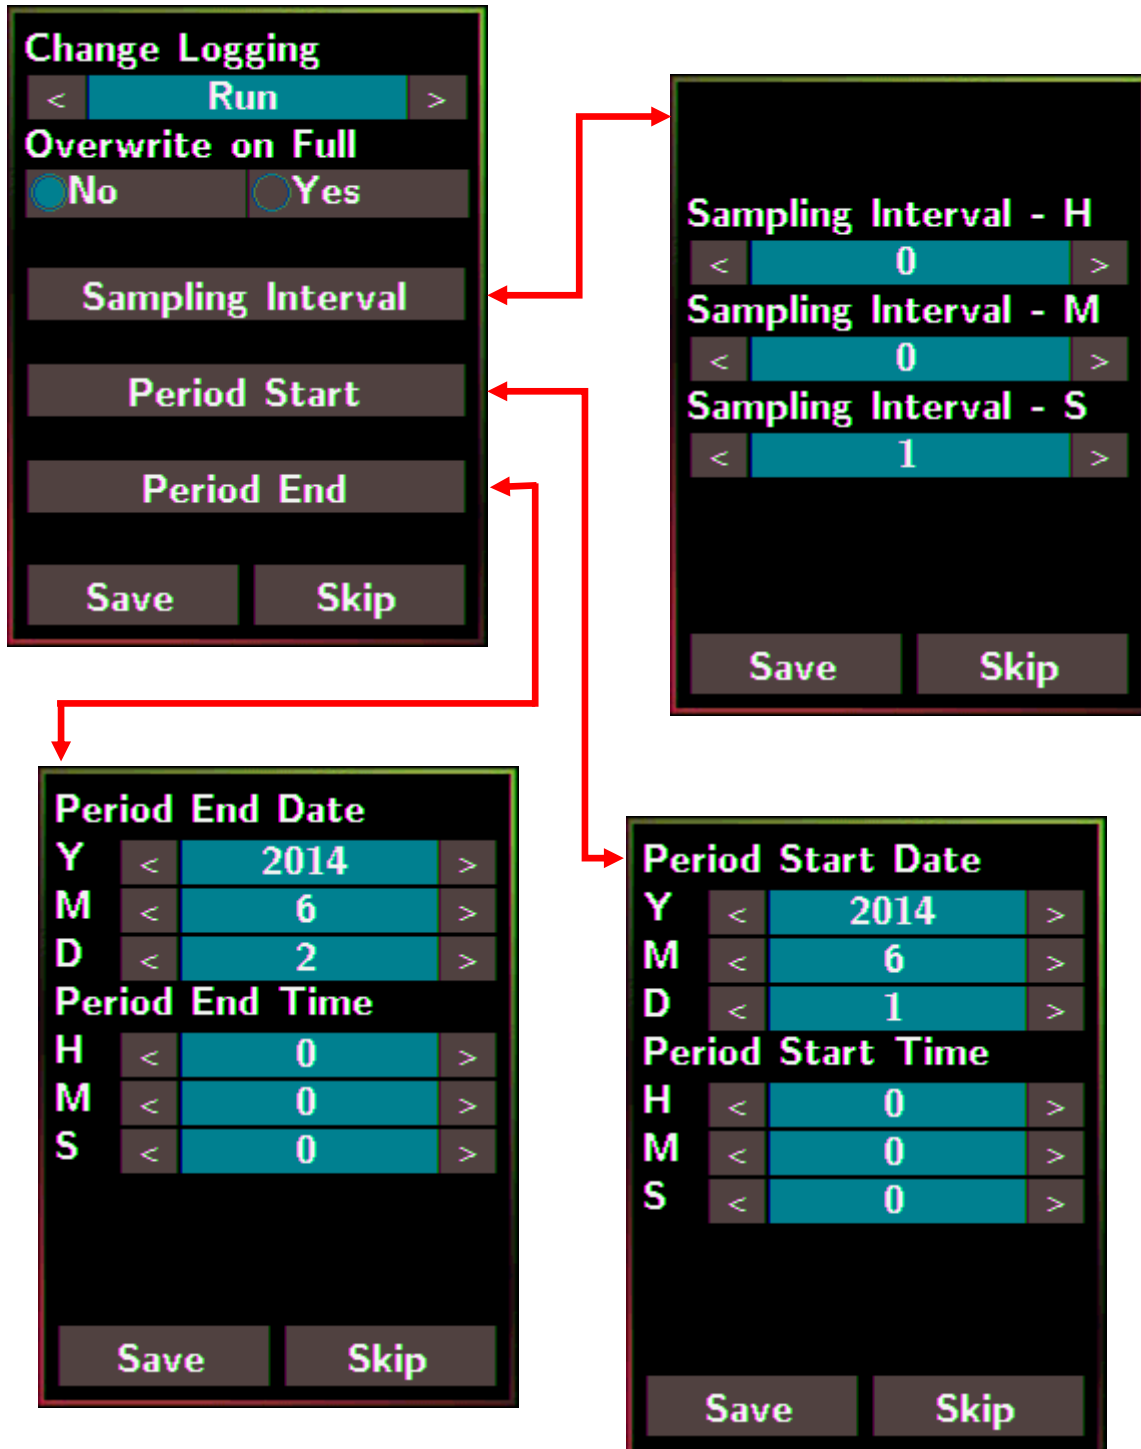 Change Logging
< Run >
Overwrite on Full
No Yes
Sampling Interval
Period Start
Period End
Save Skip
Sampling Interval - H
< 0 >
Sampling Interval - M
< 0 >
Sampling Interval - S
< 1 >
Save Skip
Period End Date
Y < 2014 >
M < 6 >
D < 2 >
Period End Time
H < 0 >
M < 0 >
S < 0 >
Save Skip
Period Start Date
Y < 2014 >
M < 6 >
D < 1 >
Period Start Time
H < 0 >
M < 0 >
S < 0 >
Save Skip